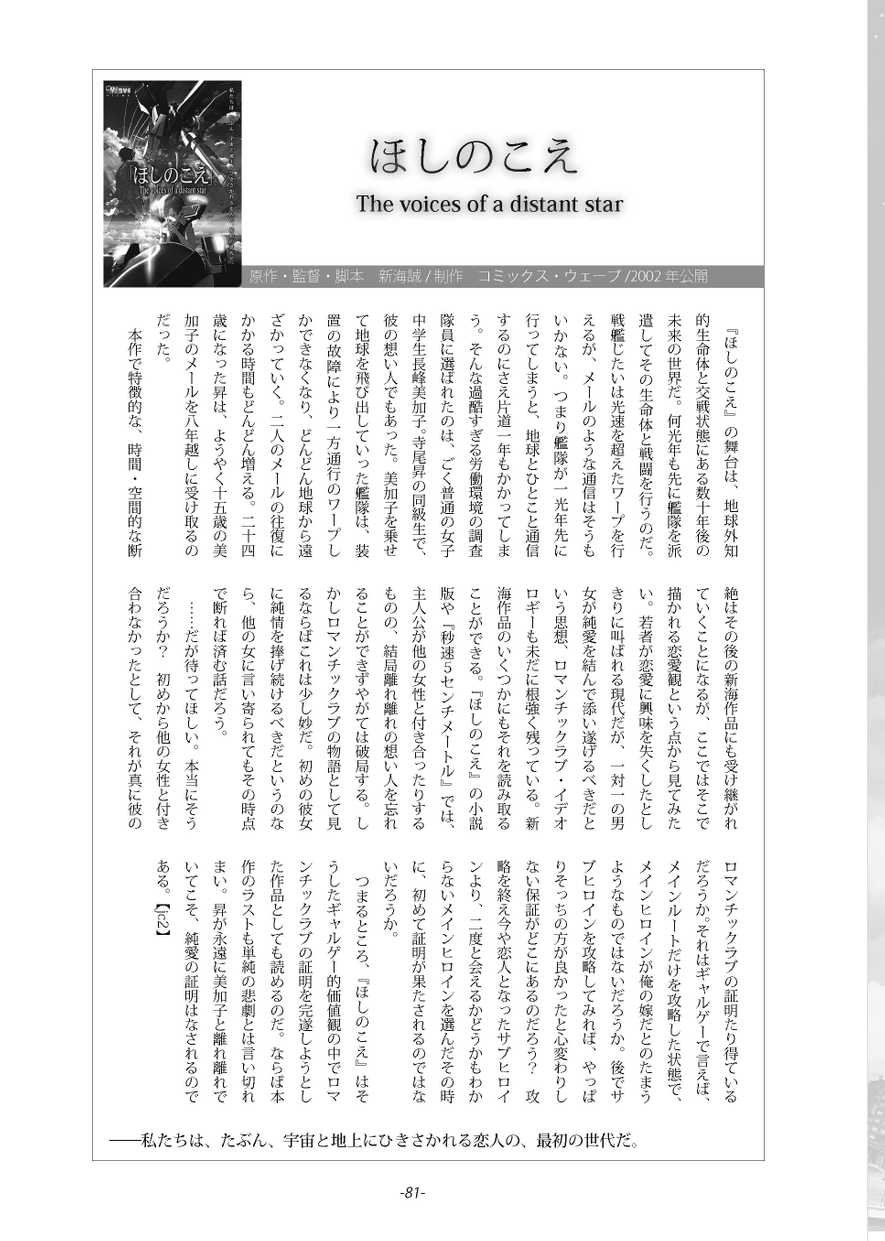 ほしのこえ
The voices of a distant star
ほしのこえ
The voices of a distant star
原作・監督・脚本　新海誠 / 制作　コミックス・ウェーブ /2002 年公開
『ほしのこえ』の舞台は、地球外知
的生命体と交戦状態にある数十年後の
未来の世界だ。何光年も先に艦隊を派
遣してその生命体と戦闘を行うのだ。
戦艦じたいは光速を超えたワープを行
えるが、メールのような通信はそうも
いかない。つまり艦隊が一光年先に
行ってしまうと、地球とひとこと通信
するのにさえ片道一年もかかってしま
う。そんな過酷すぎる労働環境の調査
隊員に選ばれたのは、ごく普通の女子
中学生長峰美加子。寺尾昇の同級生で、
彼の想い人でもあった。美加子を乗せ
て地球を飛び出していった艦隊は、装
置の故障により一方通行のワープし
かできなくなり、どんどん地球から遠
ざかっていく。二人のメールの往復に
かかる時間もどんどん増える。二十四
歳になった昇は、ようやく十五歳の美
加子のメールを八年越しに受け取るの
だった。
本作で特徴的な、時間・空間的な断
絶はその後の新海作品にも受け継がれ
ていくことになるが、ここではそこで
描かれる恋愛観という点から見てみた
い。若者が恋愛に興味を失くしたとし
きりに叫ばれる現代だが、一対一の男
女が純愛を結んで添い遂げるべきだと
いう思想、ロマンチックラブ・イデオ
ロギーも未だに根強く残っている。新
海作品のいくつかにもそれを読み取る
ことができる。『ほしのこえ』の小説
版や『秒速５センチメートル』では、
主人公が他の女性と付き合ったりする
ものの、結局離れ離れの想い人を忘れ
ることができずやがては破局する。し
かしロマンチックラブの物語として見
るならばこれは少し妙だ。初めの彼女
に純情を捧げ続けるべきだというのな
ら、他の女に言い寄られてもその時点
で断れば済む話だろう。
……だが待ってほしい。本当にそう
だろうか？　初めから他の女性と付き
合わなかったとして、それが真に彼の
ロマンチックラブの証明たり得ている
だろうか。それはギャルゲーで言えば、
メインルートだけを攻略した状態で、
メインヒロインが俺の嫁だとのたまう
ようなものではないだろうか。後でサ
ブヒロインを攻略してみれば、やっぱ
りそっちの方が良かったと心変わりし
ない保証がどこにあるのだろう？　攻
略を終え今や恋人となったサブヒロイ
ンより、二度と会えるかどうかもわか
らないメインヒロインを選んだその時
に、初めて証明が果たされるのではな
いだろうか。
つまるところ、『ほしのこえ』はそ
うしたギャルゲー的価値観の中でロマ
ンチックラブの証明を完遂しようとし
た作品としても読めるのだ。ならば本
作のラストも単純の悲劇とは言い切れ
まい。昇が永遠に美加子と離れ離れで
いてこそ、純愛の証明はなされるので
ある。【jc2】
――私たちは、たぶん、宇宙と地上にひきさかれる恋人の、最初の世代だ。
-81-